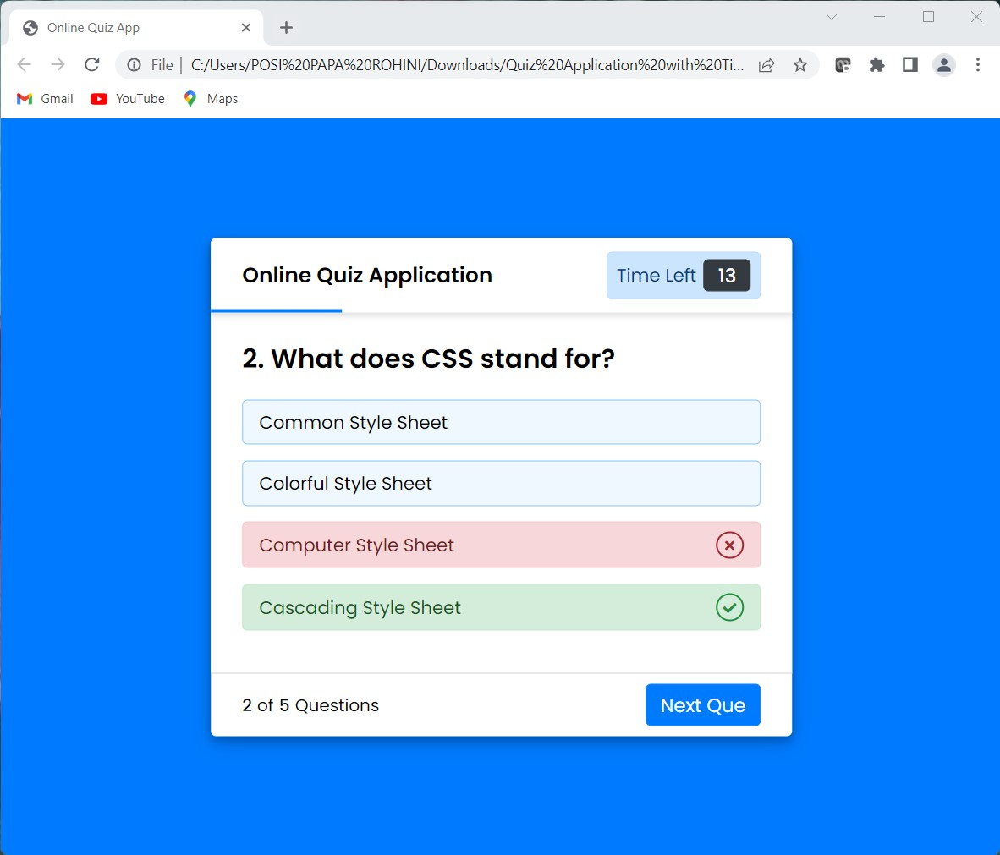 Online Quiz App
File | C:/Users/POSI%20PAPA%20ROHINI/Downloads/Quiz%20Application%20with%20Ti...
Gmail YouTube Maps
Online Quiz Application Time Left 13
2. What does CSS stand for?
Common Style Sheet
Colorful Style Sheet
Computer Style Sheet
Cascading Style Sheet
2 of 5 Questions Next Que